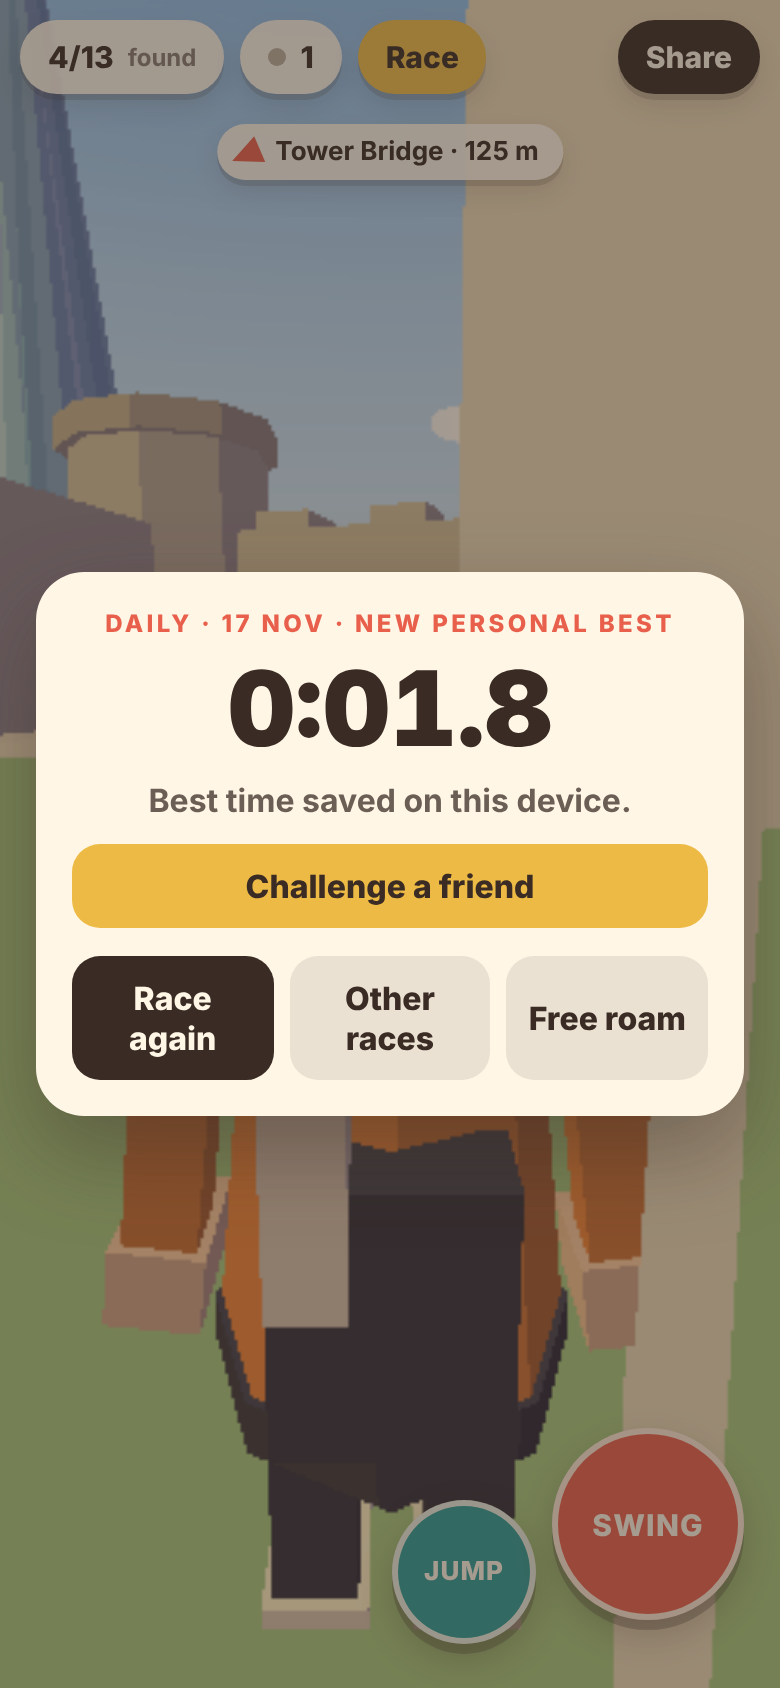 4/13 found
1
Race
Share
Tower Bridge · 125 m
DAILY · 17 NOV · NEW PERSONAL BEST
0:01.8
Best time saved on this device.
Challenge a friend
Race
again
Other
races
Free roam
SWING
JUMP